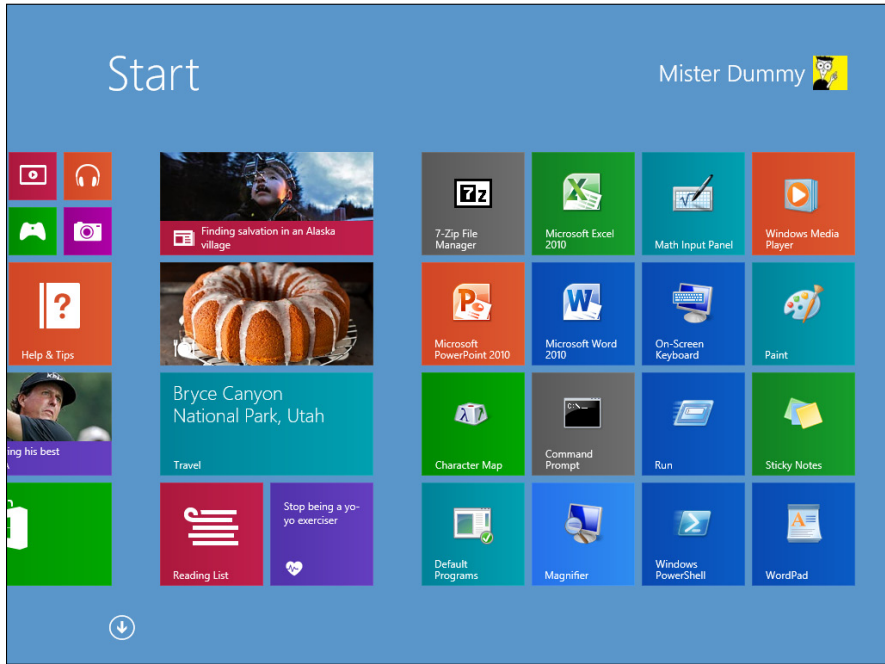 Start
Mister Dummy
Help & Tips
ing his best
Finding salvation in an Alaska
village
Bryce Canyon
National Park, Utah
Travel
Reading List
Stop being a yo-
yo exerciser
7z
7-Zip File
Manager
Microsoft Excel
2010
Math Input Panel
Windows Media
Player
Microsoft
PowerPoint 2010
Microsoft Word
2010
On-Screen
Keyboard
Paint
Character Map
C:\_
Command
Prompt
Run
Sticky Notes
Default
Programs
Magnifier
Windows
PowerShell
WordPad